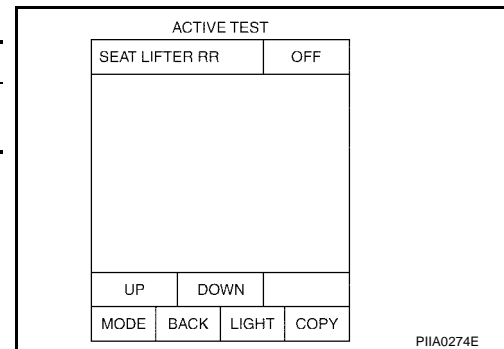 ACTIVE TEST
SEAT LIFTER RR OFF
UP DOWN
MODE BACK LIGHT COPY
PIIA0274E